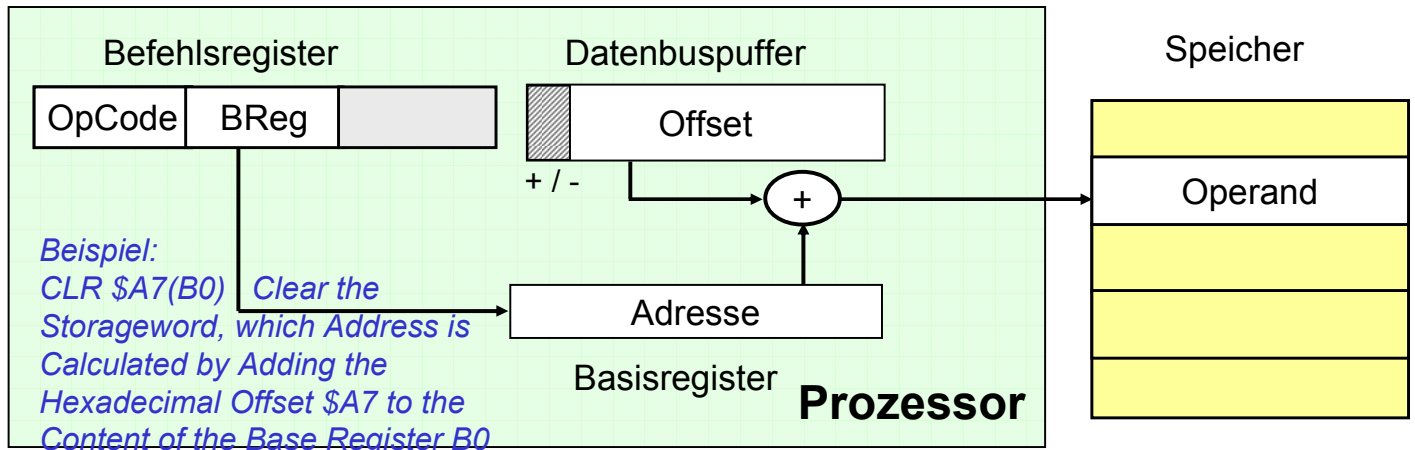 Befehlsregister
Datenbuspuffer
Speicher
OpCode
BReg
Offset
+ / -
+
Operand
Beispiel:
CLR $A7(B0) Clear the
Storageword, which Address is
Calculated by Adding the
Hexadecimal Offset $A7 to the
Content of the Base Register B0
Adresse
Basisregister
Prozessor